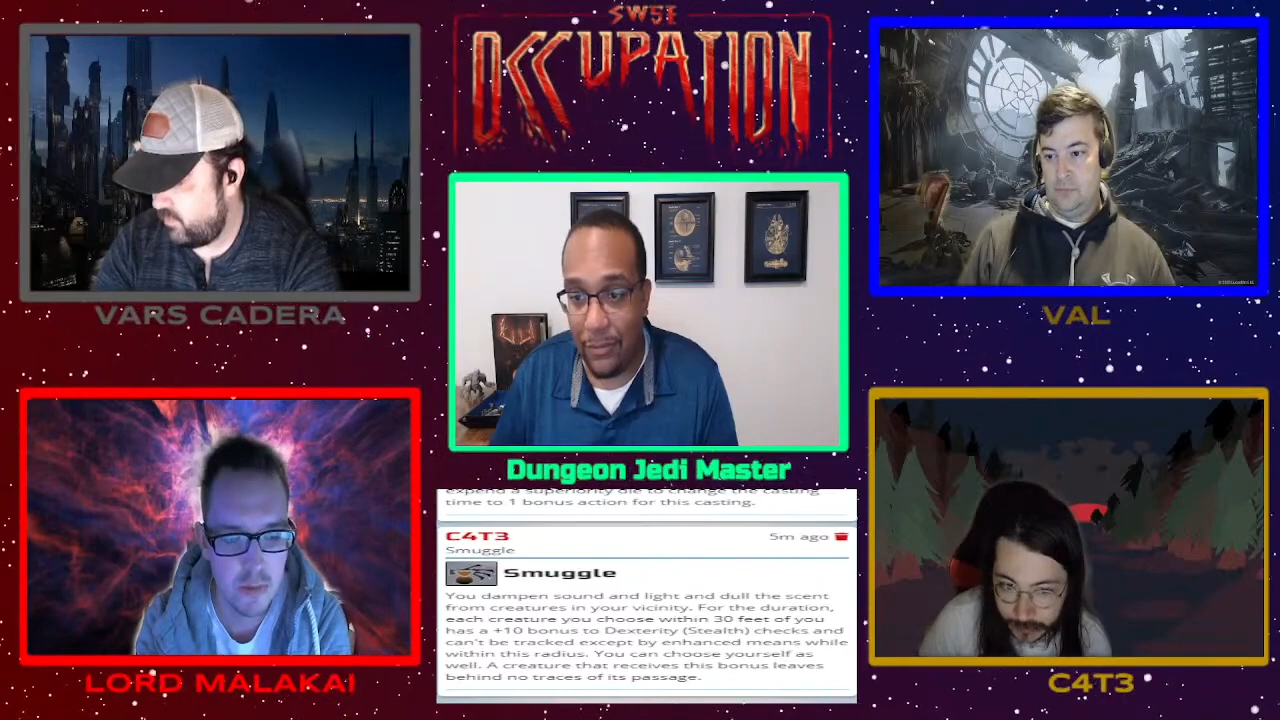 SW5E
OCCUPATION
VARS CADERA
VAL
Dungeon Jedi Master
LORD MALAKAI
C4T3
expend a superiority die to change the casting
time to 1 bonus action for this casting.
C4T3
5m ago
Smuggle
Smuggle
You dampen sound and light and dull the scent
from creatures in your vicinity. For the duration,
each creature you choose within 30 feet of you
has a +10 bonus to Dexterity (Stealth) checks and
can't be tracked except by enhanced means while
within this radius. You can choose yourself as
well. A creature that receives this bonus leaves
behind no traces of its passage.